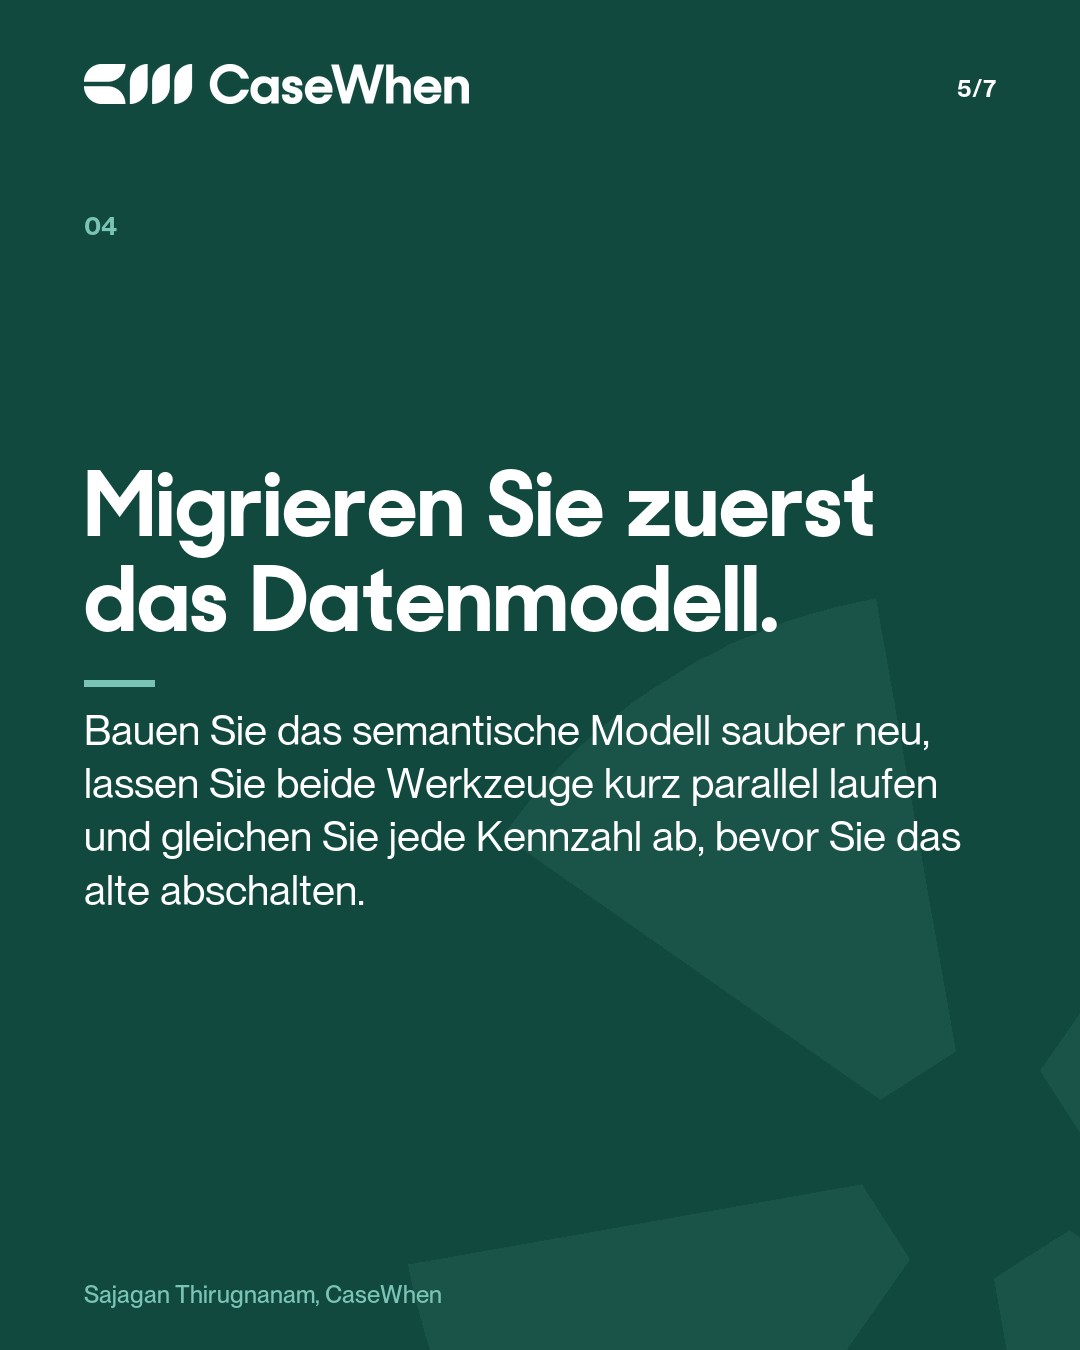 CaseWhen
5/7
04
Migrieren Sie zuerst
das Datenmodell.
Bauen Sie das semantische Modell sauber neu,
lassen Sie beide Werkzeuge kurz parallel laufen
und gleichen Sie jede Kennzahl ab, bevor Sie das
alte abschalten.
Sajagan Thirugnanam, CaseWhen